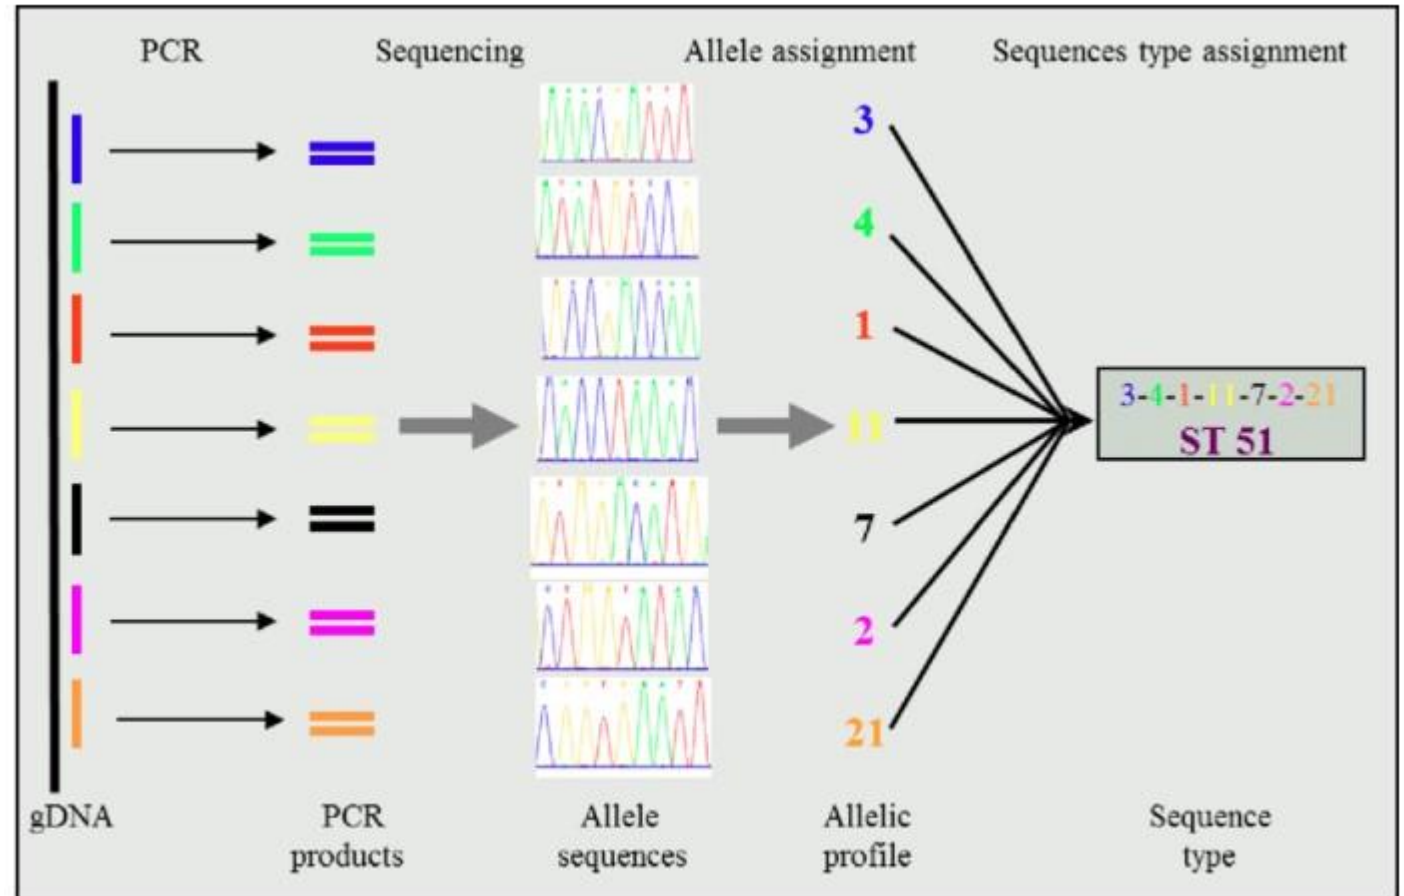 PCR
Sequencing
Allele assignment
Sequences type assignment
3
4
1
11
7
2
21
3-4-1-11-7-2-21
ST 51
gDNA
PCR
products
Allele
sequences
Allelic
profile
Sequence
type